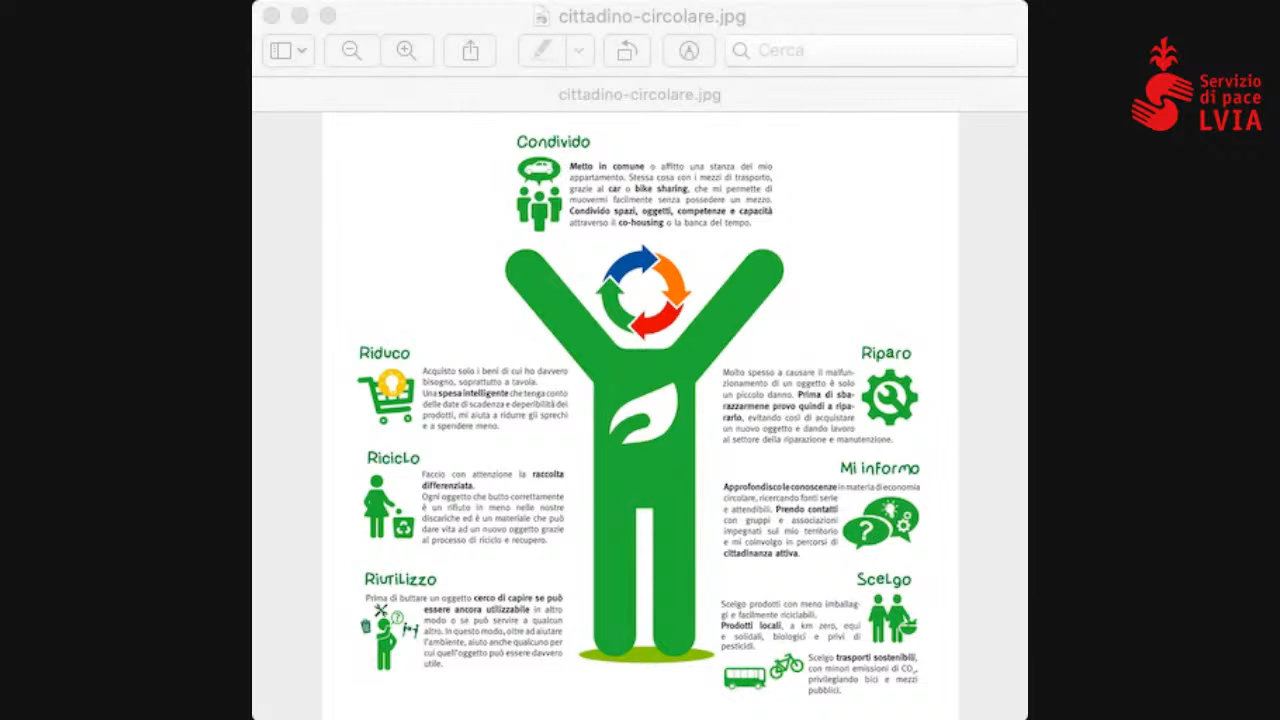 cittadino-circolare.jpg
Cerca
cittadino-circolare.jpg
Servizio
di pace
LVIA
Condivido
Metto in comune o affitto una stanza del mio
appartamento. Stessa cosa con i mezzi di trasporto,
grazie al car o bike sharing, che mi permette di
muovermi facilmente senza possedere un mezzo.
Condivido spazi, oggetti, competenze e capacità
attraverso il co-housing o la banca del tempo.
Riduco
Acquisto solo i beni di cui ho davvero
bisogno, soprattutto a tavola.
Una spesa intelligente che tenga conto
delle date di scadenza e deperibilità dei
prodotti, mi aiuta a ridurre gli sprechi
e a spendere meno.
Riciclo
Faccio con attenzione la raccolta
differenziata.
Ogni oggetto che butto correttamente
è un rifiuto in meno nelle nostre
discariche ed è un materiale che può
dare vita ad un nuovo oggetto grazie
al processo di riciclo e recupero.
Riutilizzo
Prima di buttare un oggetto cerco di capire se può
essere ancora utilizzabile in altro
modo o se può servire a qualcun
altro. In questo modo, oltre ad aiutare
l'ambiente, aiuto anche qualcuno per
cui quell'oggetto può essere davvero
utile.
Riparo
Molto spesso a causare il malfun-
zionamento di un oggetto è solo
un piccolo danno. Prima di sba-
razzarmene provo quindi a ripa-
rarlo, evitando così di acquistare
un nuovo oggetto e dando lavoro
al settore della riparazione e manutenzione.
Mi informo
Approfondisco le conoscenze in materia di economia
circolare, ricercando fonti serie
e attendibili. Prendo contatti
con gruppi e associazioni
impegnati sul mio territorio
e mi coinvolgo in percorsi di
cittadinanza attiva.
Scelgo
Scelgo prodotti con meno imballag-
gi e facilmente riciclabili.
Prodotti locali, a km zero, equi
e solidali, biologici e privi di
pesticidi.
Scelgo trasporti sostenibili,
con minori emissioni di CO₂,
privilegiando bici e mezzi
pubblici.